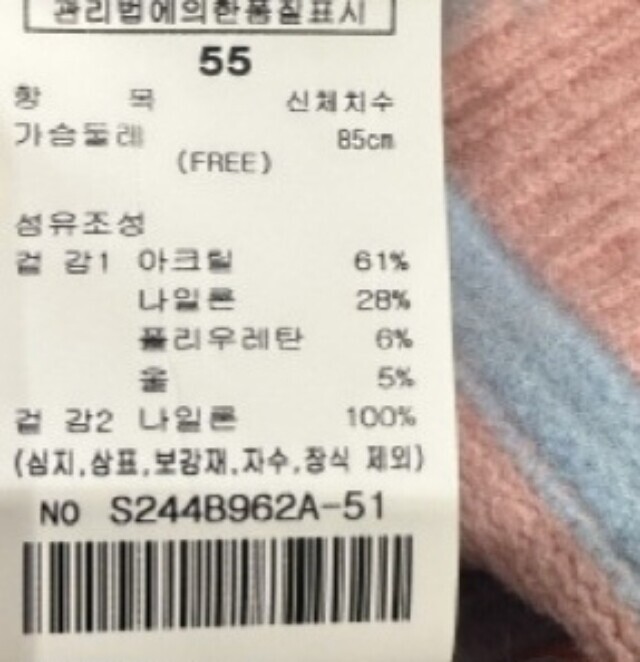 관리법에의한품질표시
55
항 목 신체치수
가슴둘레 85cm
(FREE)
섬유조성
겉 감1 아크릴 61%
나일론 28%
폴리우레탄 6%
울 5%
겉 감2 나일론 100%
(심지,상표,보강재,자수,장식 제외)
NO S244B962A-51